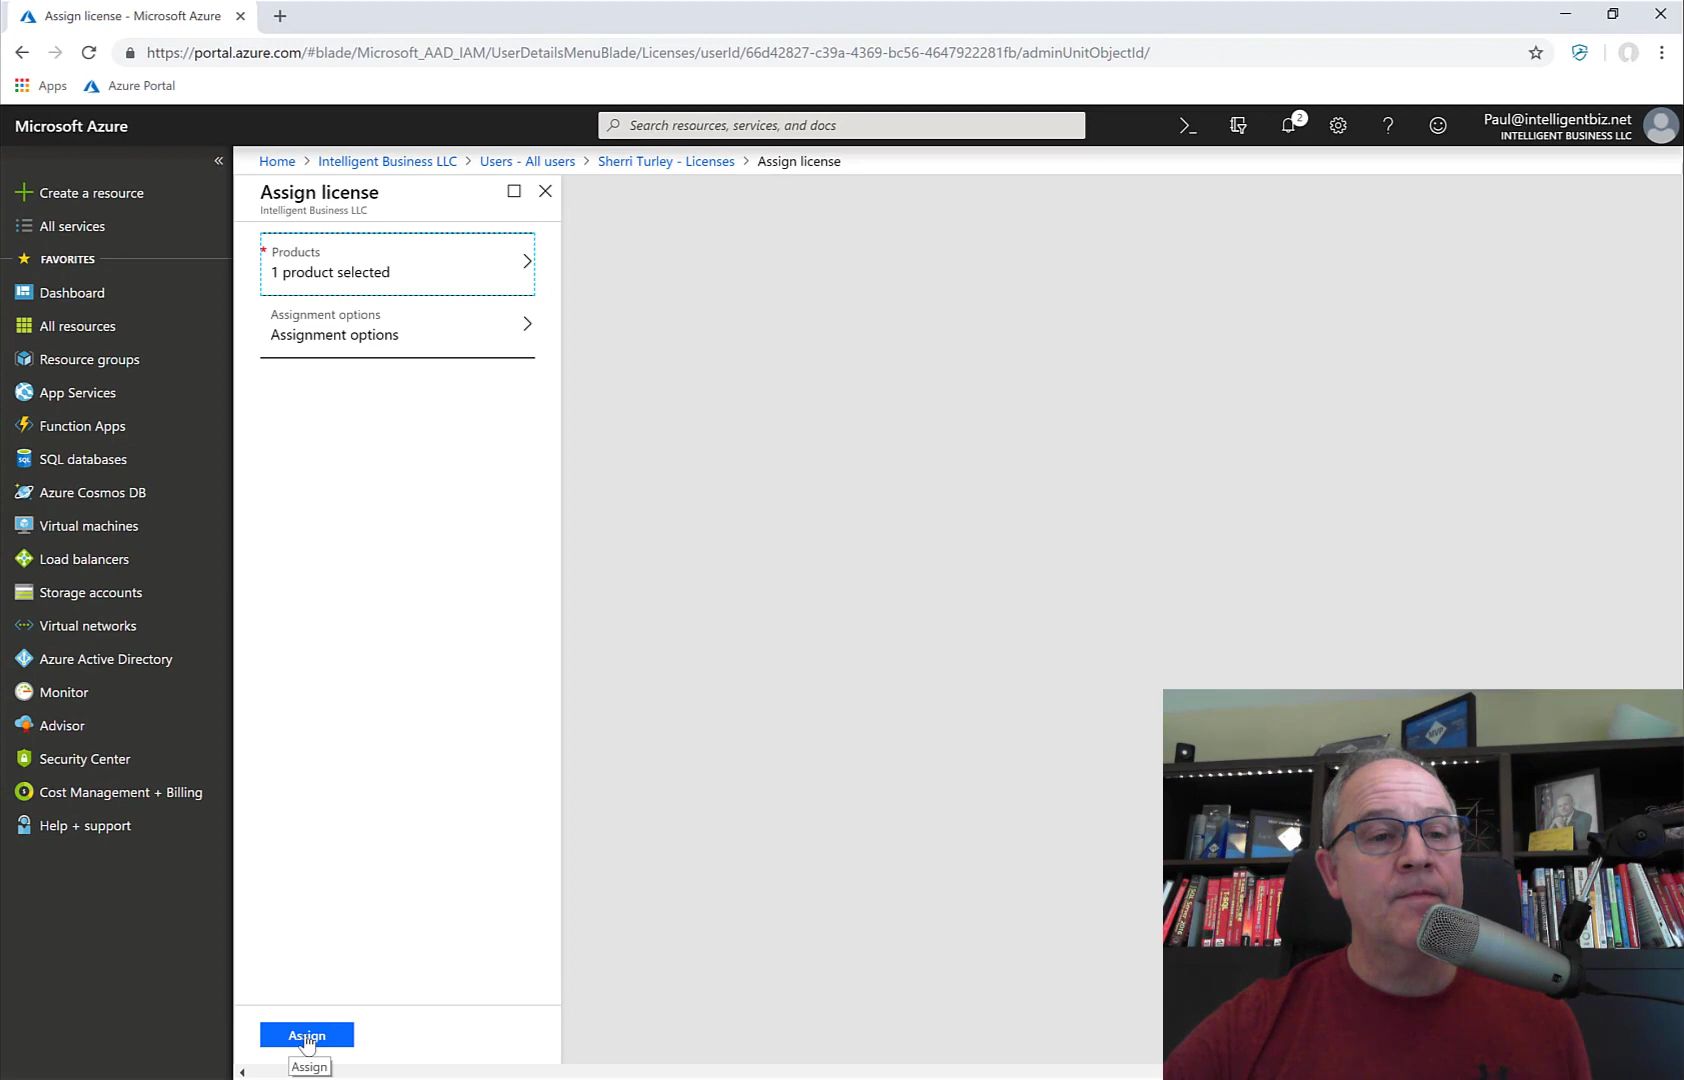 Assign license - Microsoft Azure
https://portal.azure.com/#blade/Microsoft_AAD_IAM/UserDetailsMenuBlade/Licenses/userId/66d42827-c39a-4369-bc56-4647922281fb/adminUnitObjectId/
Apps
Azure Portal
Microsoft Azure
Search resources, services, and docs
2
Paul@intelligentbiz.net
INTELLIGENT BUSINESS LLC
Home > Intelligent Business LLC > Users - All users > Sherri Turley - Licenses > Assign license
Create a resource
All services
FAVORITES
Dashboard
All resources
Resource groups
App Services
Function Apps
SQL databases
Azure Cosmos DB
Virtual machines
Load balancers
Storage accounts
Virtual networks
Azure Active Directory
Monitor
Advisor
Security Center
Cost Management + Billing
Help + support
Assign license
Intelligent Business LLC
* Products
1 product selected
Assignment options
Assignment options
Assign
Assign
MVP